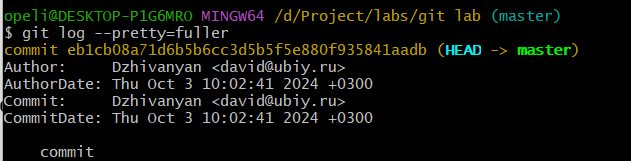 opeli@DESKTOP-P1G6MRO MINGW64 /d/Project/labs/git lab (master)
$ git log --pretty=fuller
commit eb1cb08a71d6b5b6cc3d5b5f5e880f935841aadb (HEAD -> master)
Author:     Dzhivanyan <david@ubiy.ru>
AuthorDate: Thu Oct 3 10:02:41 2024 +0300
Commit:     Dzhivanyan <david@ubiy.ru>
CommitDate: Thu Oct 3 10:02:41 2024 +0300
    commit